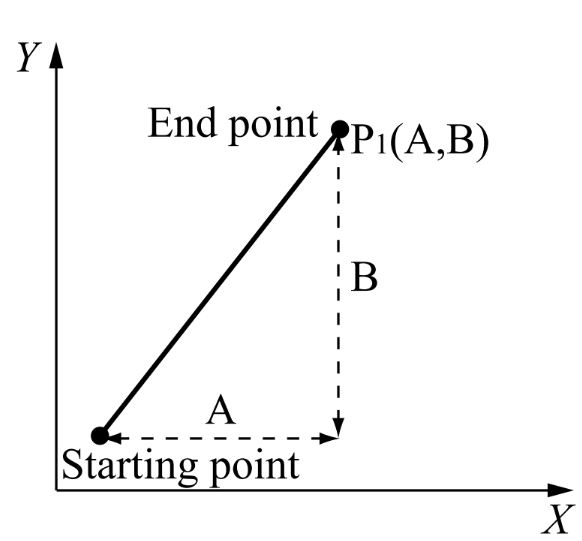 Y
End point
P1(A,B)
B
A
Starting point
X